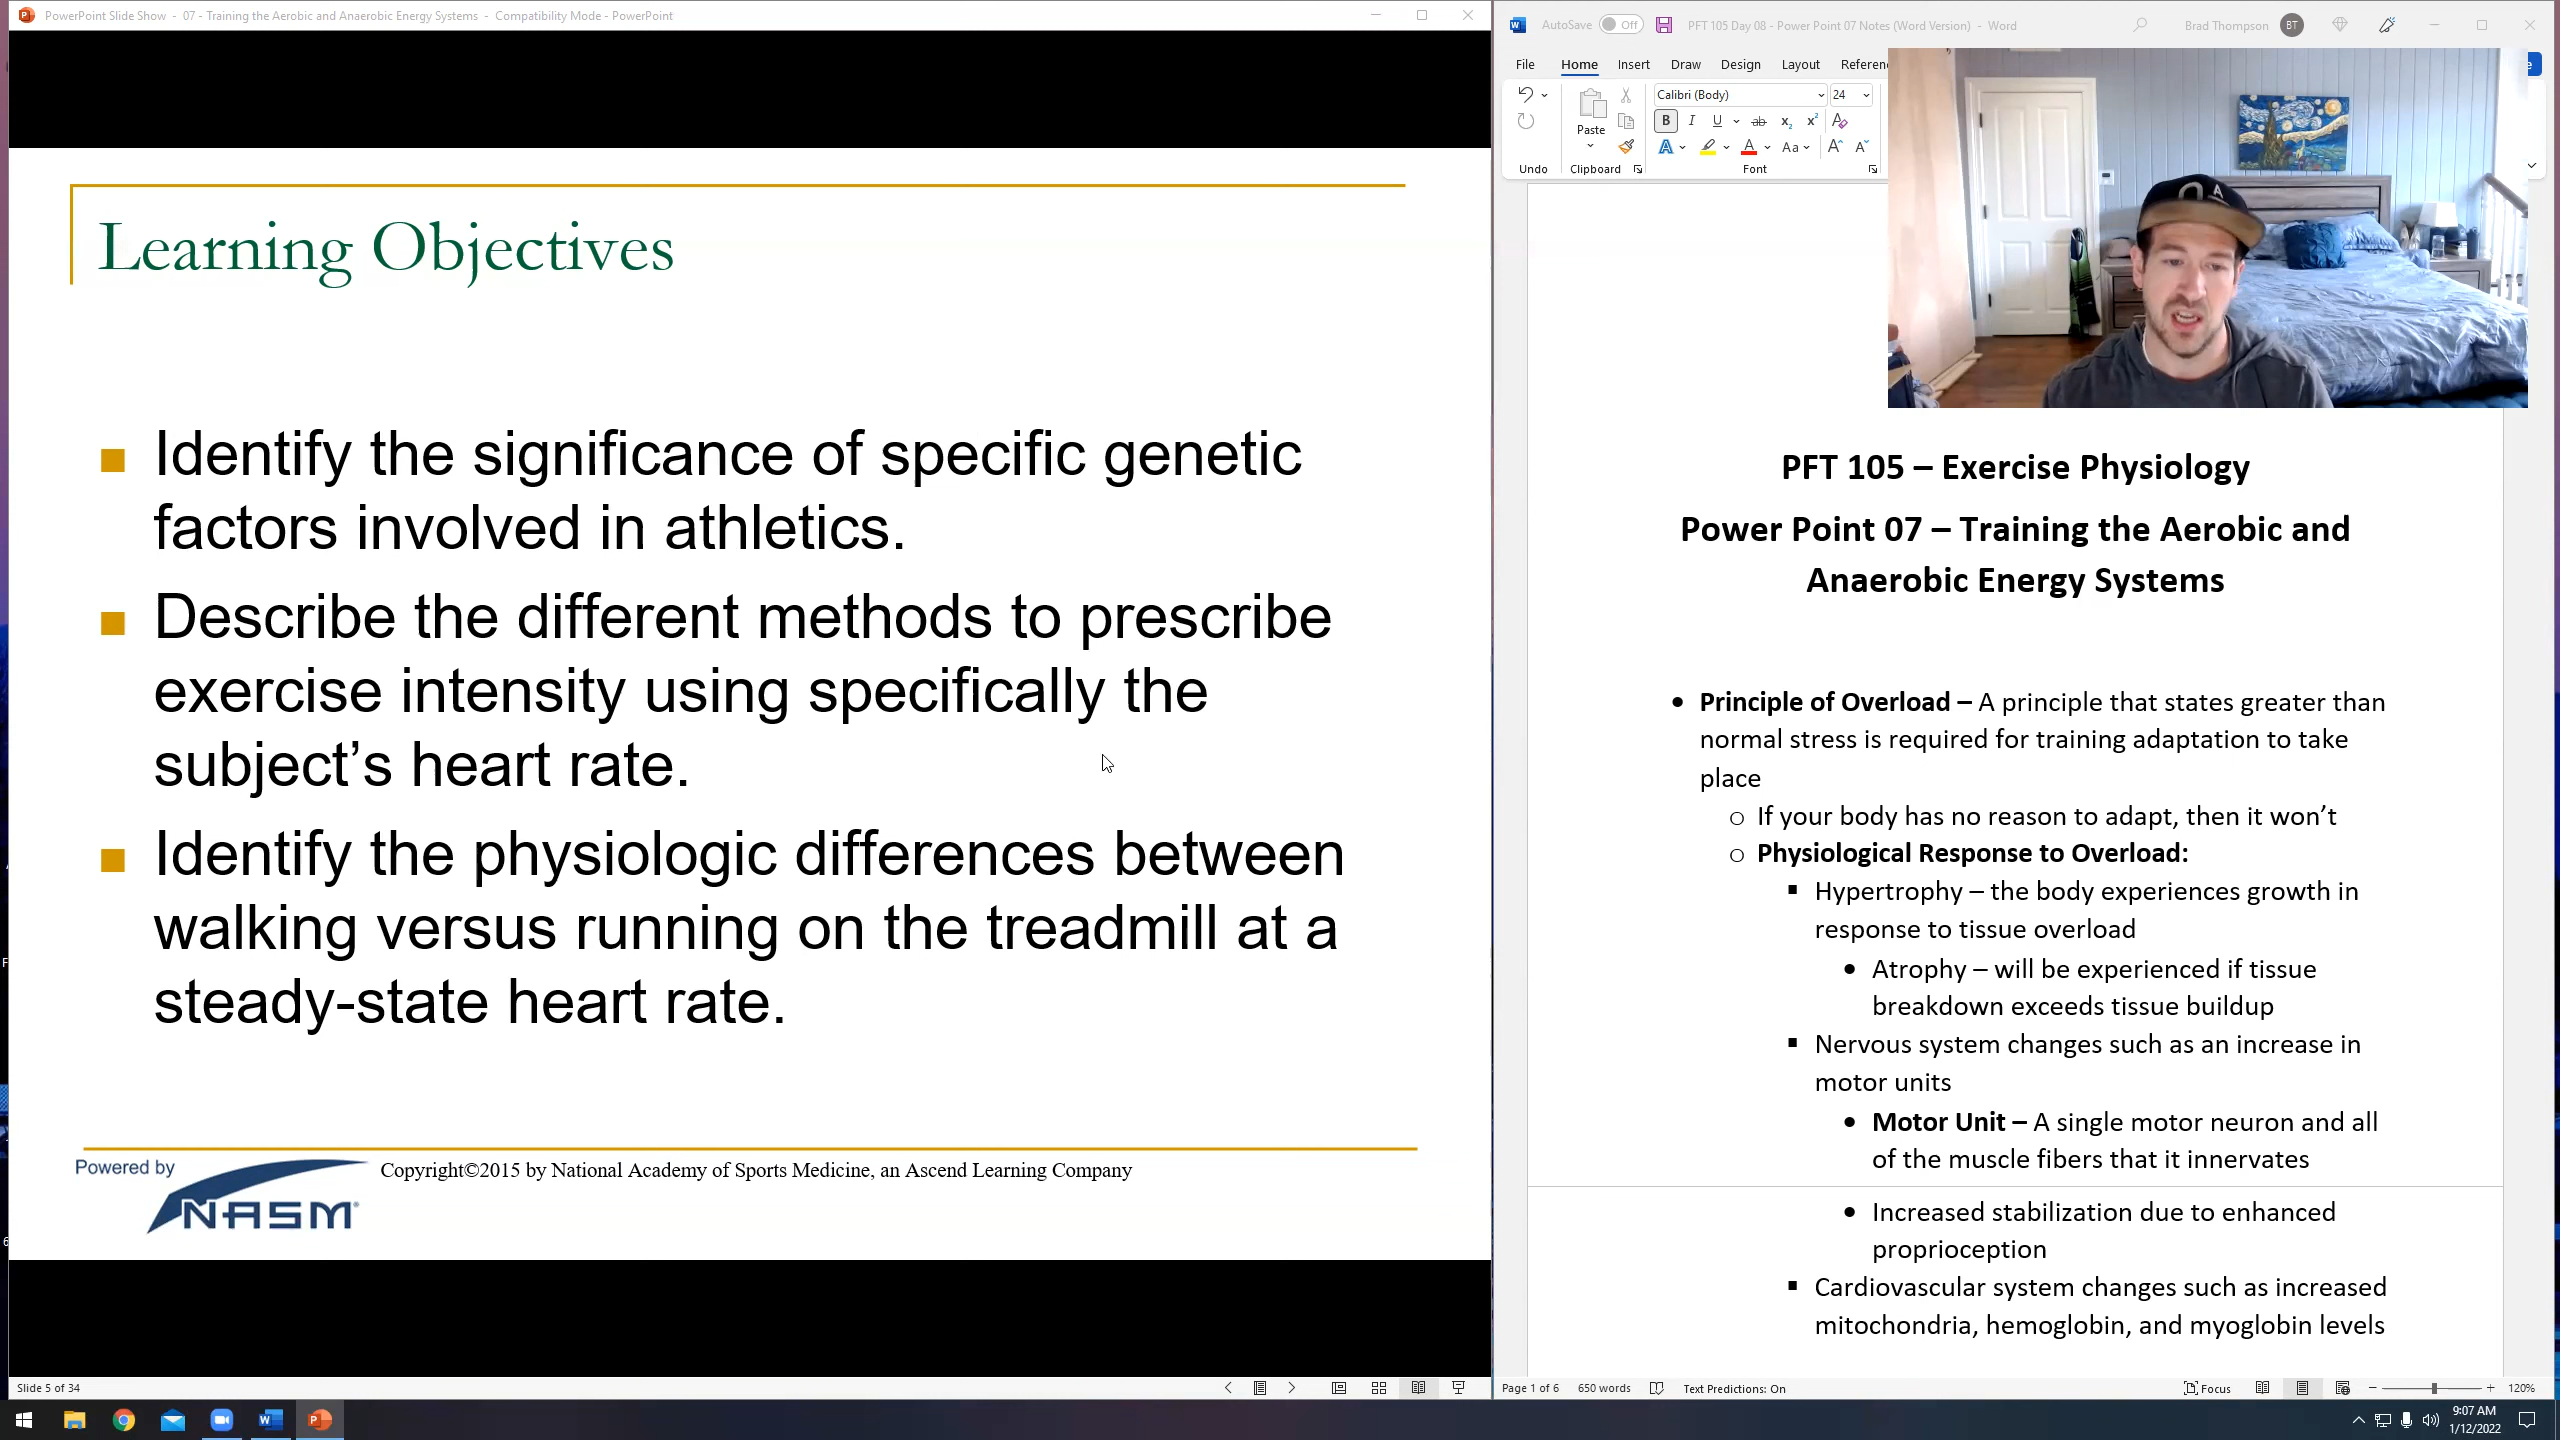 PowerPoint Slide Show - 07 - Training the Aerobic and Anaerobic Energy Systems - Compatibility Mode - PowerPoint
Learning Objectives
Identify the significance of specific genetic
factors involved in athletics.
Describe the different methods to prescribe
exercise intensity using specifically the
subject’s heart rate.
Identify the physiologic differences between
walking versus running on the treadmill at a
steady-state heart rate.
Powered by
NASM
Copyright©2015 by National Academy of Sports Medicine, an Ascend Learning Company
Slide 5 of 34
AutoSave Off PFT 105 Day 08 - Power Point 07 Notes (Word Version) - Word Brad Thompson BT
File Home Insert Draw Design Layout Referenc
Calibri (Body) 24
Paste
B I U ab x₂ x² A
A A Aa A A
Undo Clipboard Font
PFT 105 – Exercise Physiology
Power Point 07 – Training the Aerobic and
Anaerobic Energy Systems
• Principle of Overload – A principle that states greater than
normal stress is required for training adaptation to take
place
o If your body has no reason to adapt, then it won’t
o Physiological Response to Overload:
▪ Hypertrophy – the body experiences growth in
response to tissue overload
• Atrophy – will be experienced if tissue
breakdown exceeds tissue buildup
▪ Nervous system changes such as an increase in
motor units
• Motor Unit – A single motor neuron and all
of the muscle fibers that it innervates
• Increased stabilization due to enhanced
proprioception
▪ Cardiovascular system changes such as increased
mitochondria, hemoglobin, and myoglobin levels
Page 1 of 6 650 words Text Predictions: On Focus 120%
9:07 AM
1/12/2022